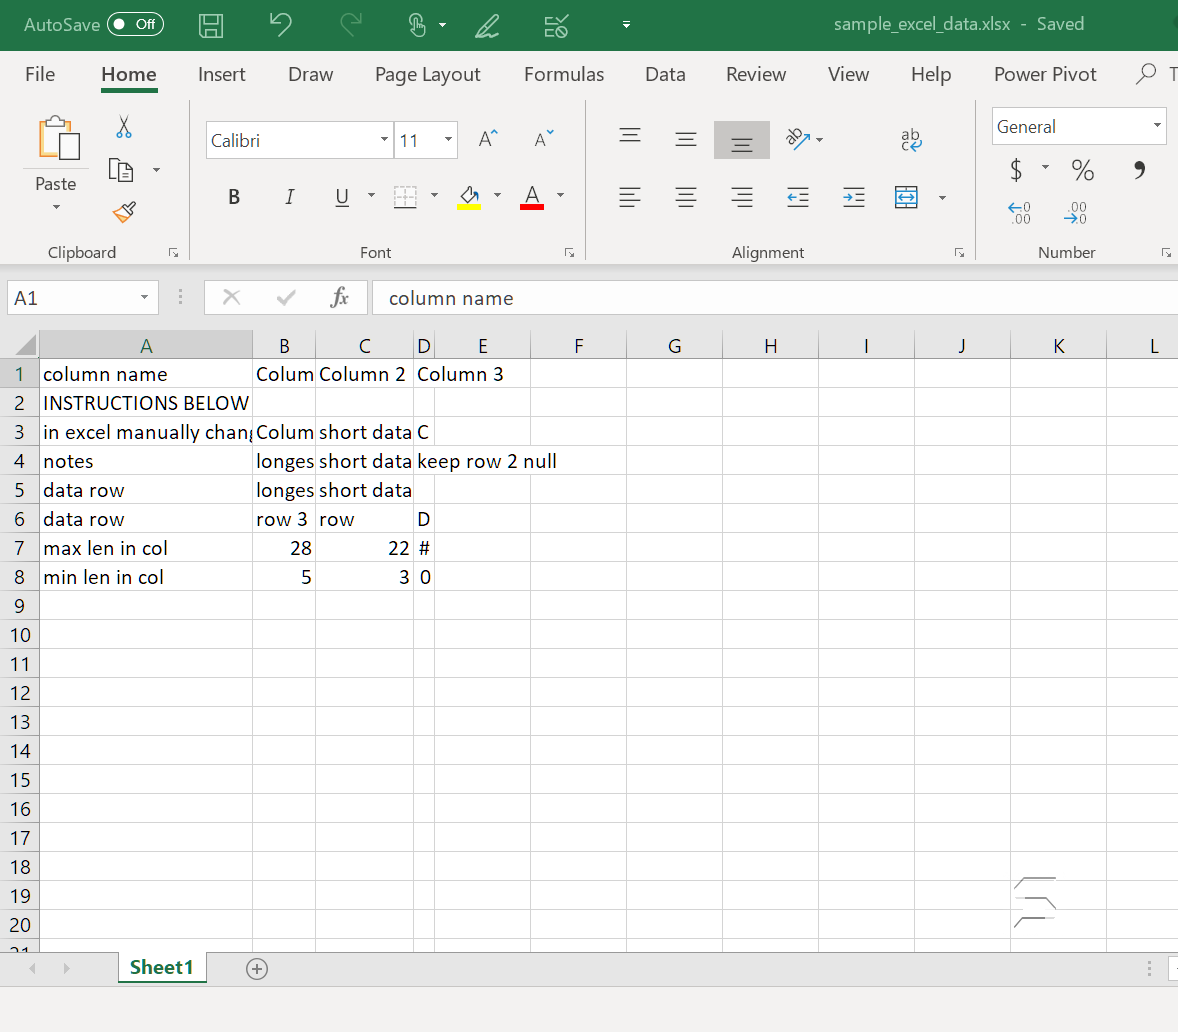 AutoSave Off sample_excel_data.xlsx - Saved
File Home Insert Draw Page Layout Formulas Data Review View Help Power Pivot T
Calibri 11 A A ab c General
Paste B I U A $ % ,
0 .00 .00 0
Clipboard Font Alignment Number
A1 fx column name
A B C D E F G H I J K L
1 column name Colum Column 2 Column 3
2 INSTRUCTIONS BELOW
3 in excel manually chang Colum short data C
4 notes longes short data keep row 2 null
5 data row longes short data
6 data row row 3 row D
7 max len in col 28 22 #
8 min len in col 5 3 0
9
10
11
12
13
14
15
16
17
18
19
20
21
Sheet1